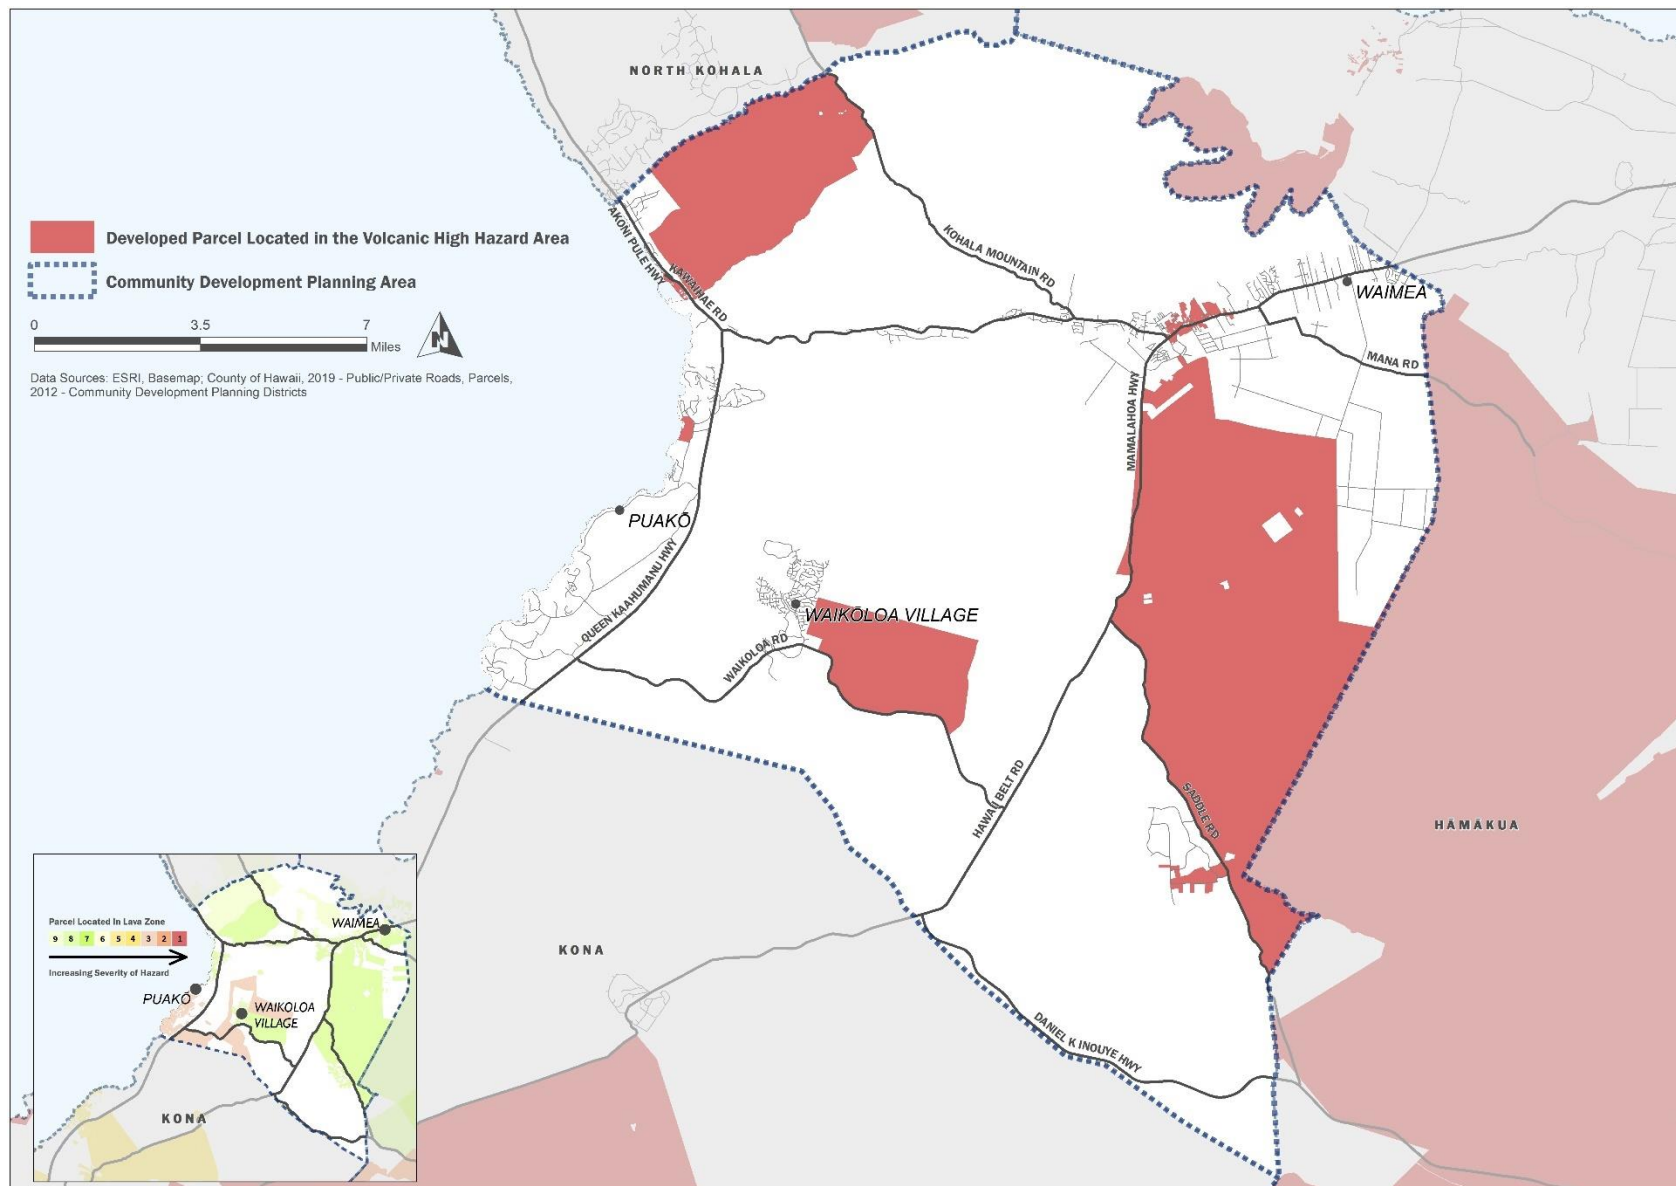 NORTH KOHALA
Developed Parcel Located in the Volcanic High Hazard Area
Community Development Planning Area
0 3.5 7
Miles
N
Data Sources: ESRI, Basemap; County of Hawaii, 2019 - Public/Private Roads, Parcels,
2012 - Community Development Planning Districts
AKONI PULE HWY
KAWAIHAE RD
KOHALA MOUNTAIN RD
WAIMEA
MANA RD
MAMALAHOA HWY
PUAKŌ
QUEEN KAAHUMANU HWY
WAIKOLOA VILLAGE
WAIKOLOA RD
HAWAII BELT RD
SADDLE RD
HĀMĀKUA
KONA
DANIEL K INOUYE HWY
Parcel Located In Lava Zone
9 8 7 6 5 4 3 2 1
Increasing Severity of Hazard
WAIMEA
PUAKŌ
WAIKOLOA
VILLAGE
KONA